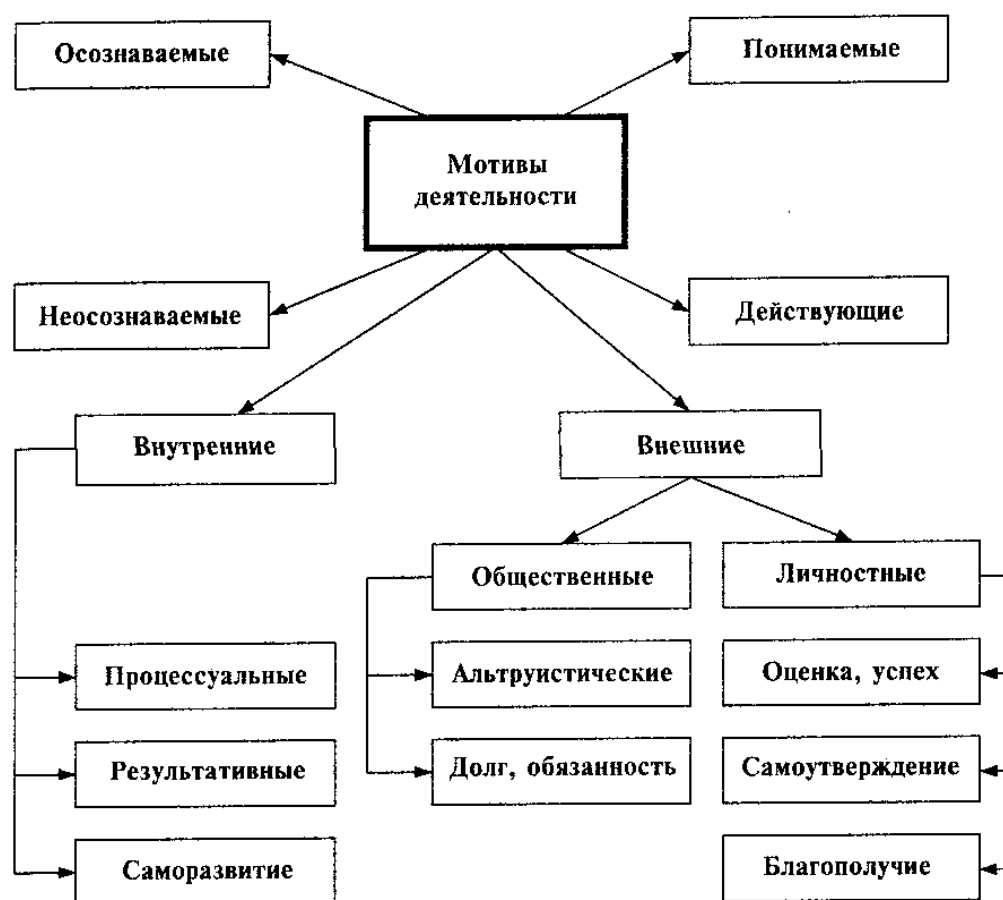 Осознаваемые
Понимаемые
Мотивы
деятельности
Неосознаваемые
Действующие
Внутренние
Внешние
Общественные
Личностные
Процессуальные
Альтруистические
Оценка, успех
Результативные
Долг, обязанность
Самоутверждение
Саморазвитие
Благополучие